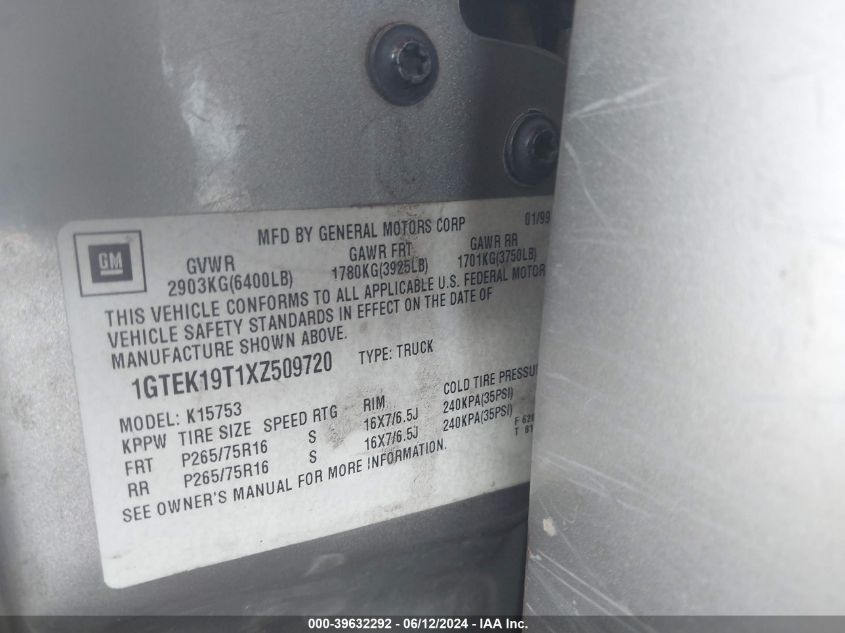 MFD BY GENERAL MOTORS CORP 01/99
GM
GVWR GAWR FRT GAWR RR
2903KG(6400LB) 1780KG(3925LB) 1701KG(3750LB)
THIS VEHICLE CONFORMS TO ALL APPLICABLE U.S. FEDERAL MOTOR
VEHICLE SAFETY STANDARDS IN EFFECT ON THE DATE OF
MANUFACTURE SHOWN ABOVE.
1GTEK19T1XZ509720 TYPE: TRUCK
MODEL: K15753
KPPW TIRE SIZE SPEED RTG RIM COLD TIRE PRESSU
FRT P265/75R16 S 16X7/6.5J 240KPA(35PSI)
RR P265/75R16 S 16X7/6.5J 240KPA(35PSI)
SEE OWNER'S MANUAL FOR MORE INFORMATION.
000-39632292 - 06/12/2024 - IAA Inc.